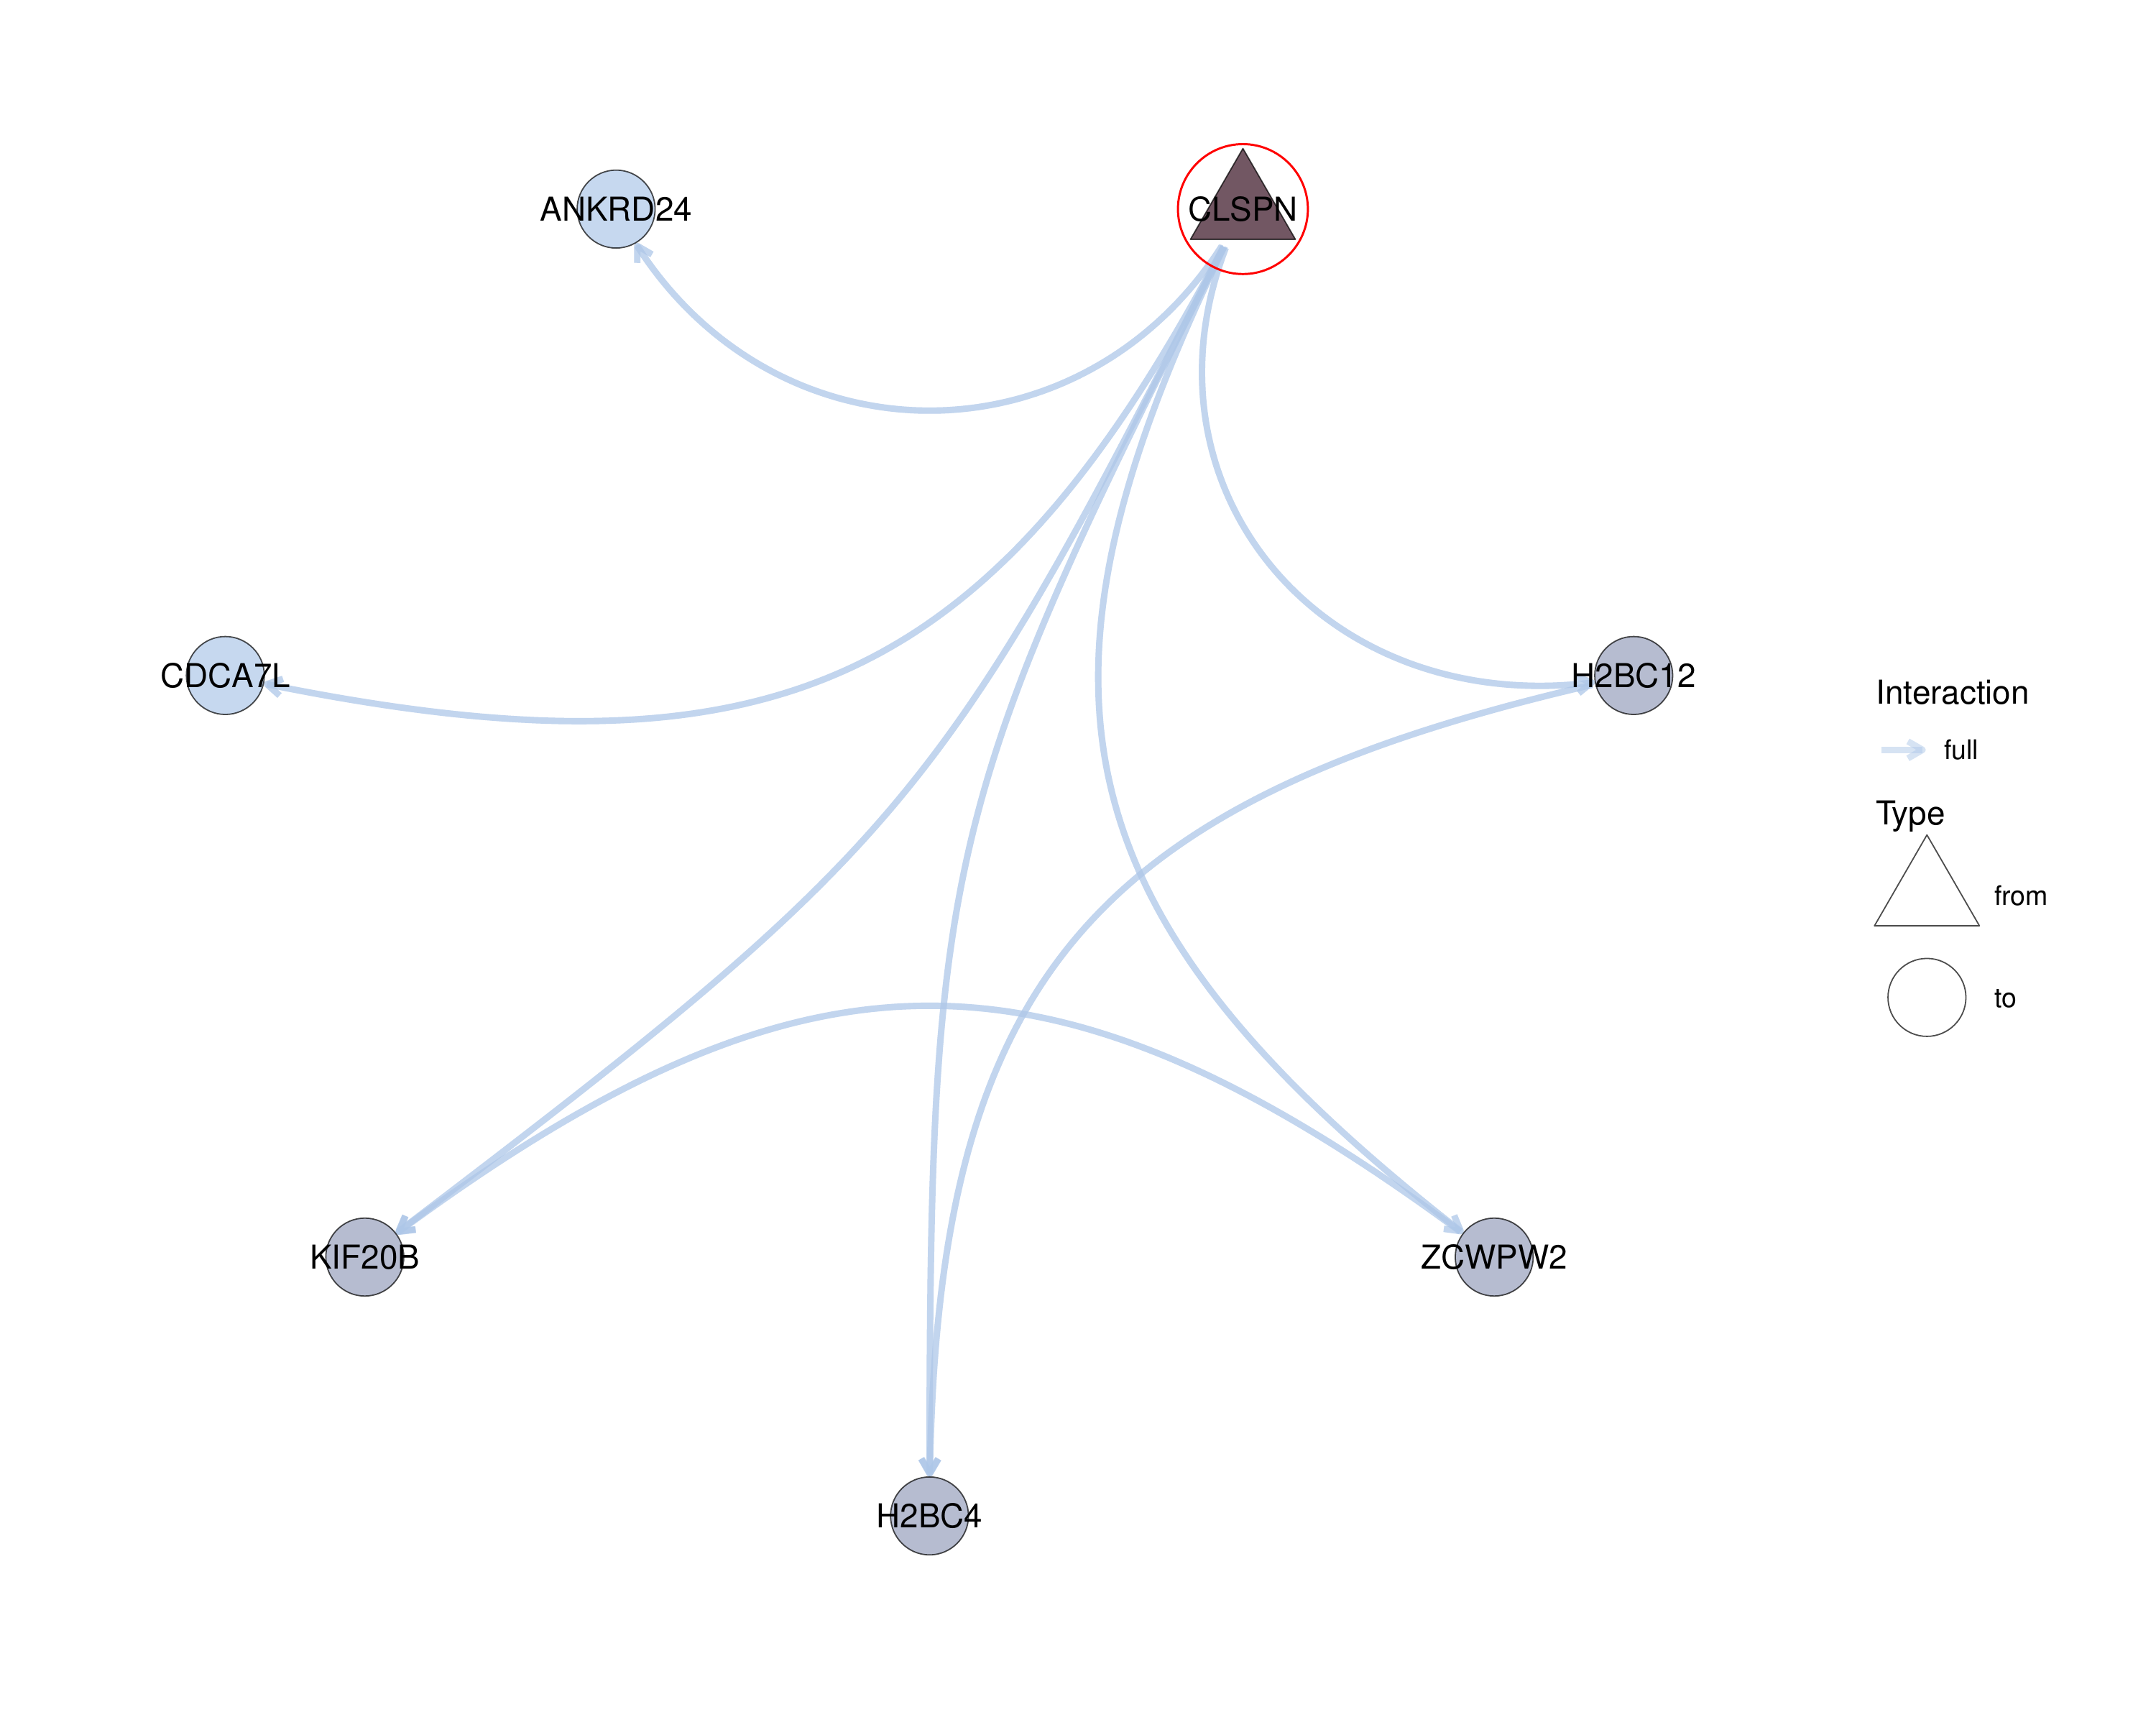 ANKRD24
CLSPN
CDCA7L
H2BC12
KIF20B
ZCWPW2
H2BC4
Interaction
full
Type
from
to